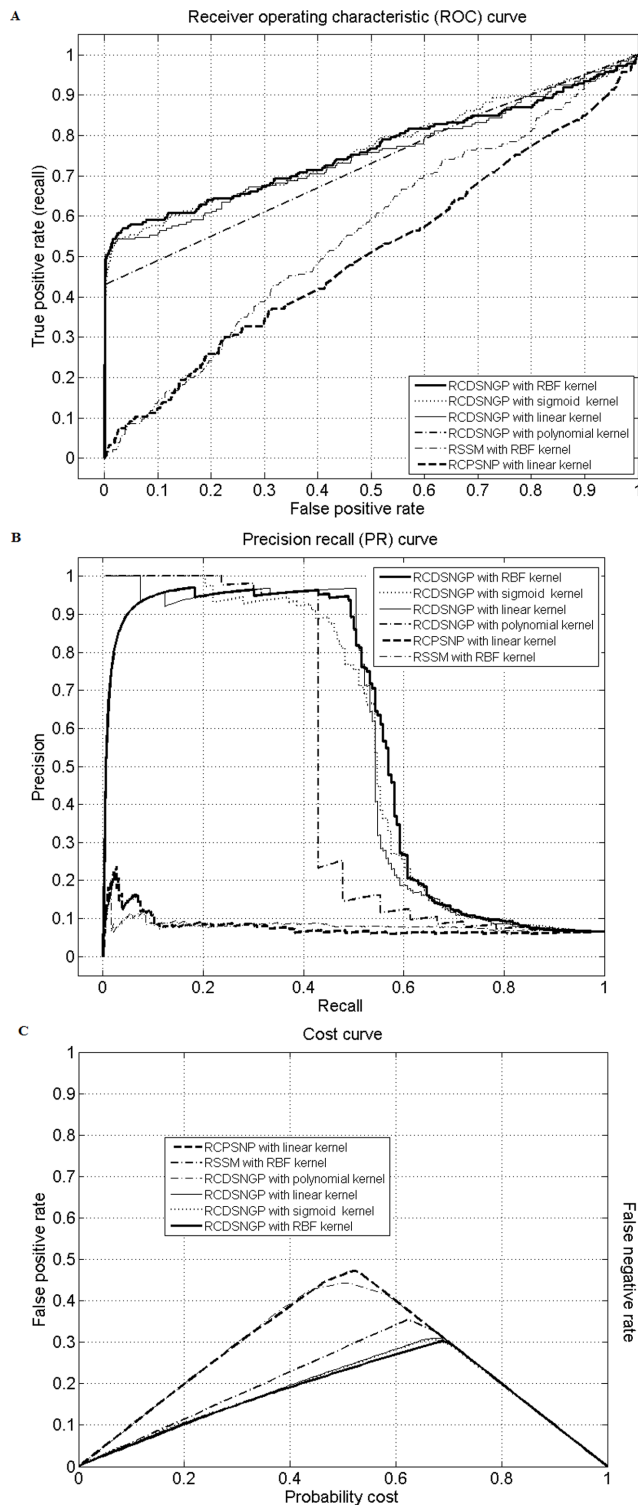 A
Receiver operating characteristic (ROC) curve
1
0.9
0.8
0.7
0.6
0.5
0.4
0.3
0.2
0.1
0
True positive rate (recall)
RCDSNGP with RBF kernel
RCDSNGP with sigmoid kernel
RCDSNGP with linear kernel
RCDSNGP with polynomial kernel
RSSM with RBF kernel
RCPSNP with linear kernel
0 0.1 0.2 0.3 0.4 0.5 0.6 0.7 0.8 0.9 1
False positive rate
B
Precision recall (PR) curve
1
0.9
0.8
0.7
0.6
0.5
0.4
0.3
0.2
0.1
0
Precision
RCDSNGP with RBF kernel
RCDSNGP with sigmoid kernel
RCDSNGP with linear kernel
RCDSNGP with polynomial kernel
RCPSNP with linear kernel
RSSM with RBF kernel
0 0.2 0.4 0.6 0.8 1
Recall
C
Cost curve
1
0.9
0.8
0.7
0.6
0.5
0.4
0.3
0.2
0.1
0
False positive rate
RCPSNP with linear kernel
RSSM with RBF kernel
RCDSNGP with polynomial kernel
RCDSNGP with linear kernel
RCDSNGP with sigmoid kernel
RCDSNGP with RBF kernel
False negative rate
0 0.2 0.4 0.6 0.8 1
Probability cost